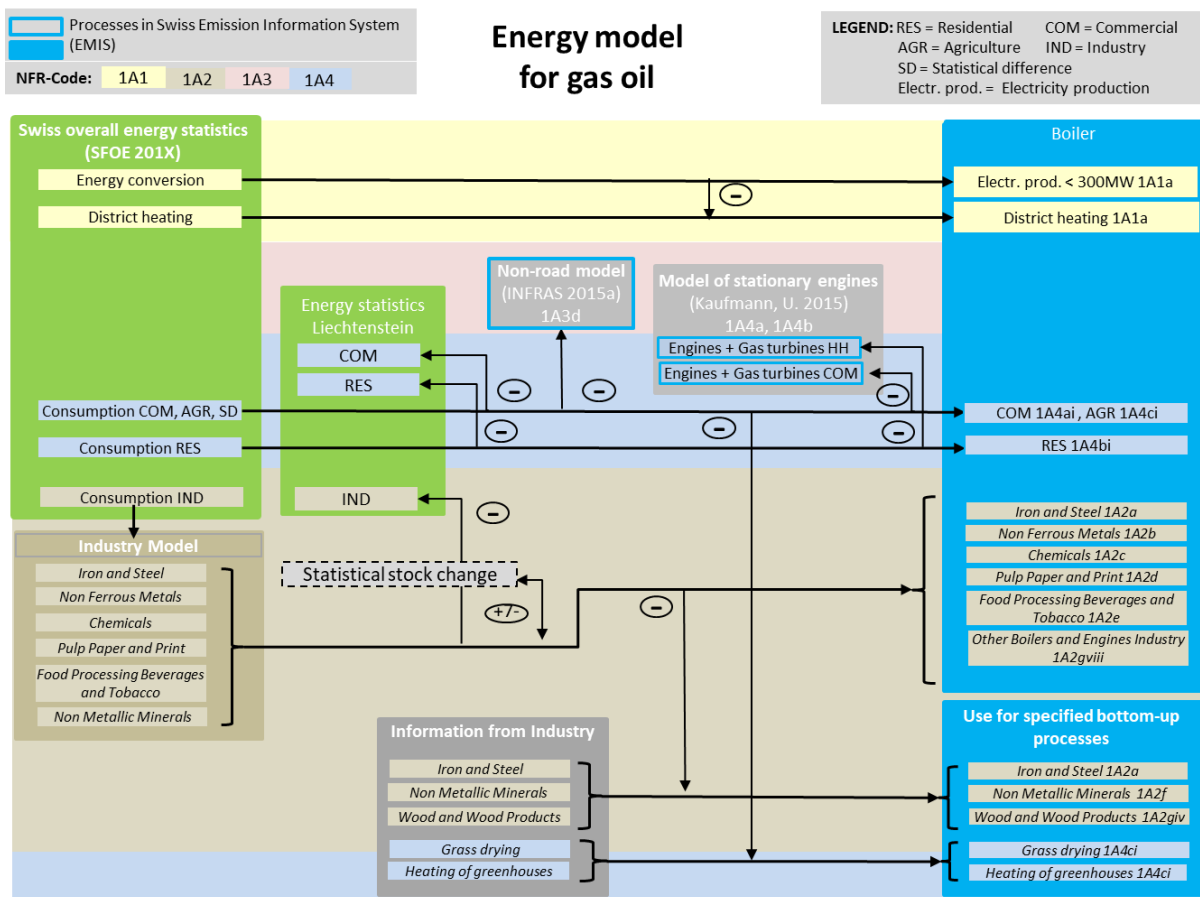 Processes in Swiss Emission Information System
(EMIS)
NFR-Code:
1A1
1A2
1A3
1A4
Energy model
for gas oil
LEGEND: RES = Residential COM = Commercial
AGR = Agriculture IND = Industry
SD = Statistical difference
Electr. prod. = Electricity production
Swiss overall energy statistics
(SFOE 201X)
Energy conversion
District heating
Consumption COM, AGR, SD
Consumption RES
Consumption IND
Industry Model
Iron and Steel
Non Ferrous Metals
Chemicals
Pulp Paper and Print
Food Processing Beverages
and Tobacco
Non Metallic Minerals
Energy statistics
Liechtenstein
COM
RES
IND
Statistical stock change
+7-
Non-road model
(INFRAS 2015a)
1A3d
Model of stationary engines
(Kaufmann, U. 2015)
1A4a, 1A4b
Engines + Gas turbines HH
Engines + Gas turbines COM
−
−
−
−
−
−
−
−
−
Information from Industry
Iron and Steel
Non Metallic Minerals
Wood and Wood Products
Grass drying
Heating of greenhouses
Boiler
Electr. prod. < 300MW 1A1a
District heating 1A1a
COM 1A4ai , AGR 1A4ci
RES 1A4bi
Iron and Steel 1A2a
Non Ferrous Metals 1A2b
Chemicals 1A2c
Pulp Paper and Print 1A2d
Food Processing Beverages and
Tobacco 1A2e
Other Boilers and Engines Industry
1A2gviii
Use for specified bottom-up
processes
Iron and Steel 1A2a
Non Metallic Minerals 1A2f
Wood and Wood Products 1A2giv
Grass drying 1A4ci
Heating of greenhouses 1A4ci